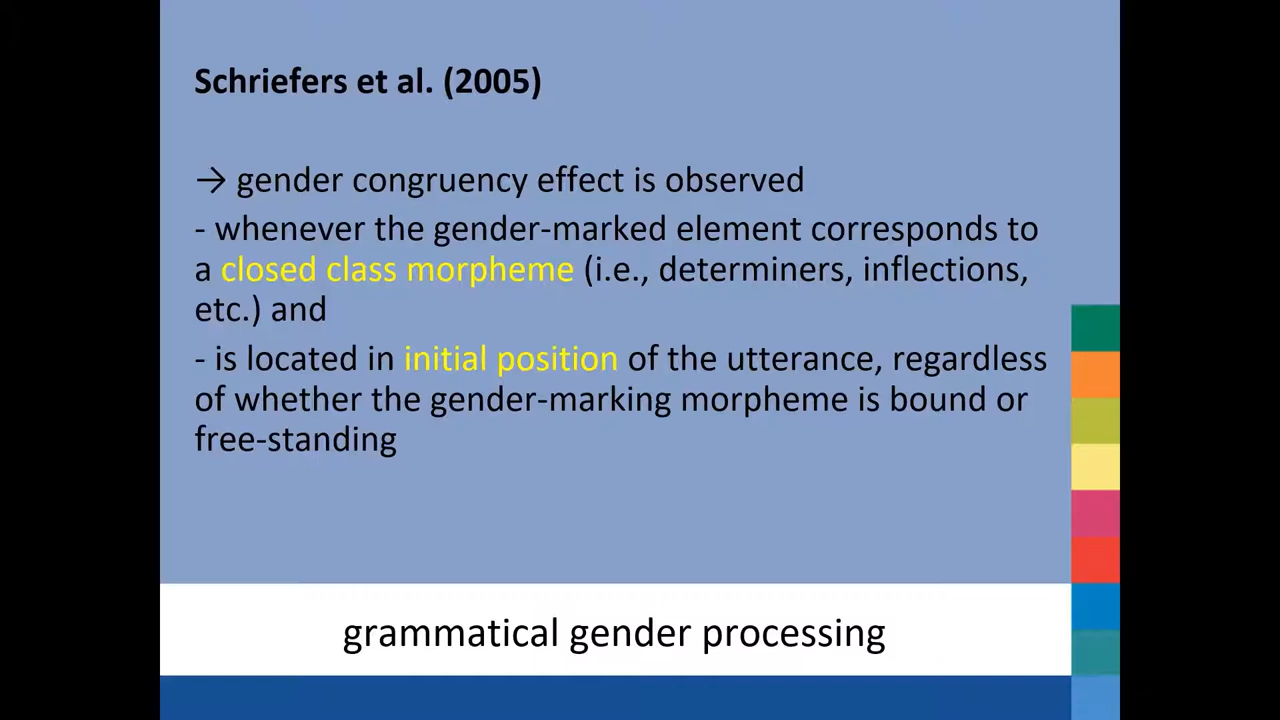 Schriefers et al. (2005)
→ gender congruency effect is observed
- whenever the gender-marked element corresponds to
a closed class morpheme (i.e., determiners, inflections,
etc.) and
- is located in initial position of the utterance, regardless
of whether the gender-marking morpheme is bound or
free-standing
grammatical gender processing